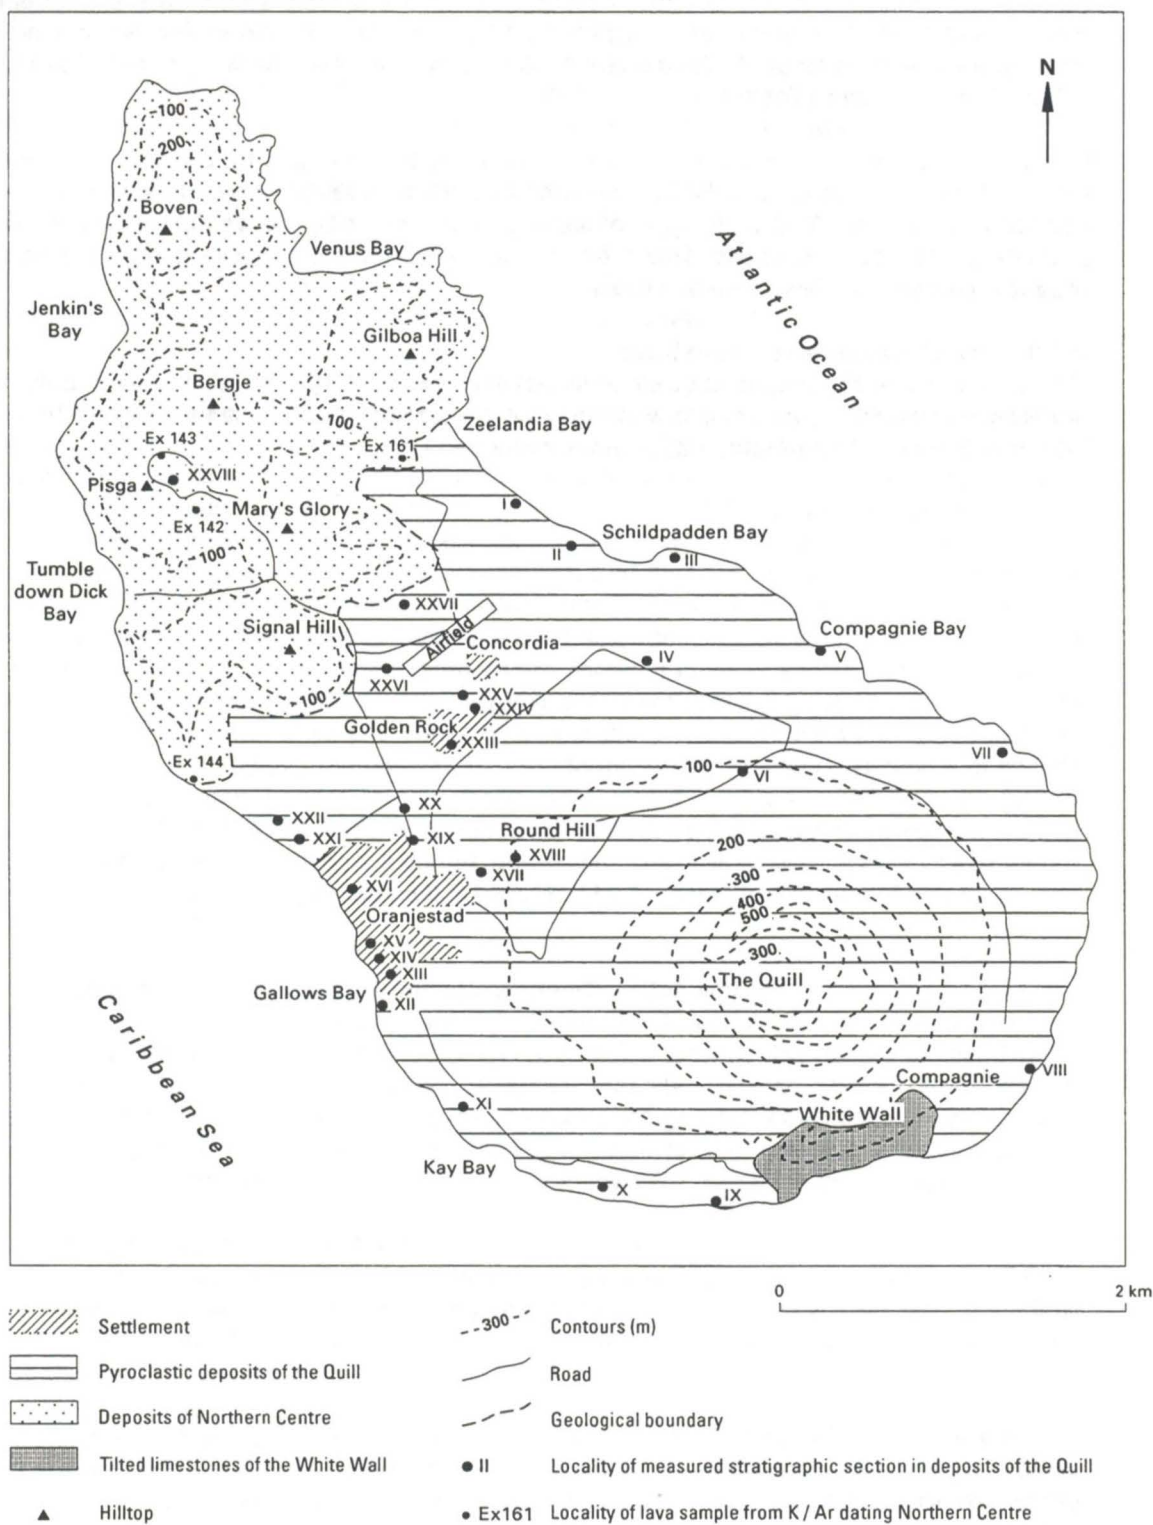 N
100
200
Boven
Venus Bay
Atlantic Ocean
Jenkin's
Bay
Gilboa Hill
Bergje
100
Zeelandia Bay
Ex 143
Ex 161
XXVIII
Pisga
I
Mary's Glory
Ex 142
Schildpadden Bay
II
III
100
Tumble
down Dick
Bay
XXVII
Signal Hill
Airfield
Concordia
Compagnie Bay
IV
V
XXVI
XXV
100
XXIV
Golden Rock
XXIII
VII
Ex 144
100
VI
XX
XXII
Round Hill
XXI
XIX
200
XVIII
XVII
300
XVI
400
Oranjestad
500
XV
300
XIV
XIII
The Quill
Gallows Bay
XII
Caribbean Sea
VIII
Compagnie
XI
White Wall
Kay Bay
X
IX
0
2 km
Settlement
Pyroclastic deposits of the Quill
Deposits of Northern Centre
Tilted limestones of the White Wall
Hilltop
300
Contours (m)
Road
Geological boundary
II
Locality of measured stratigraphic section in deposits of the Quill
Ex161
Locality of lava sample from K / Ar dating Northern Centre